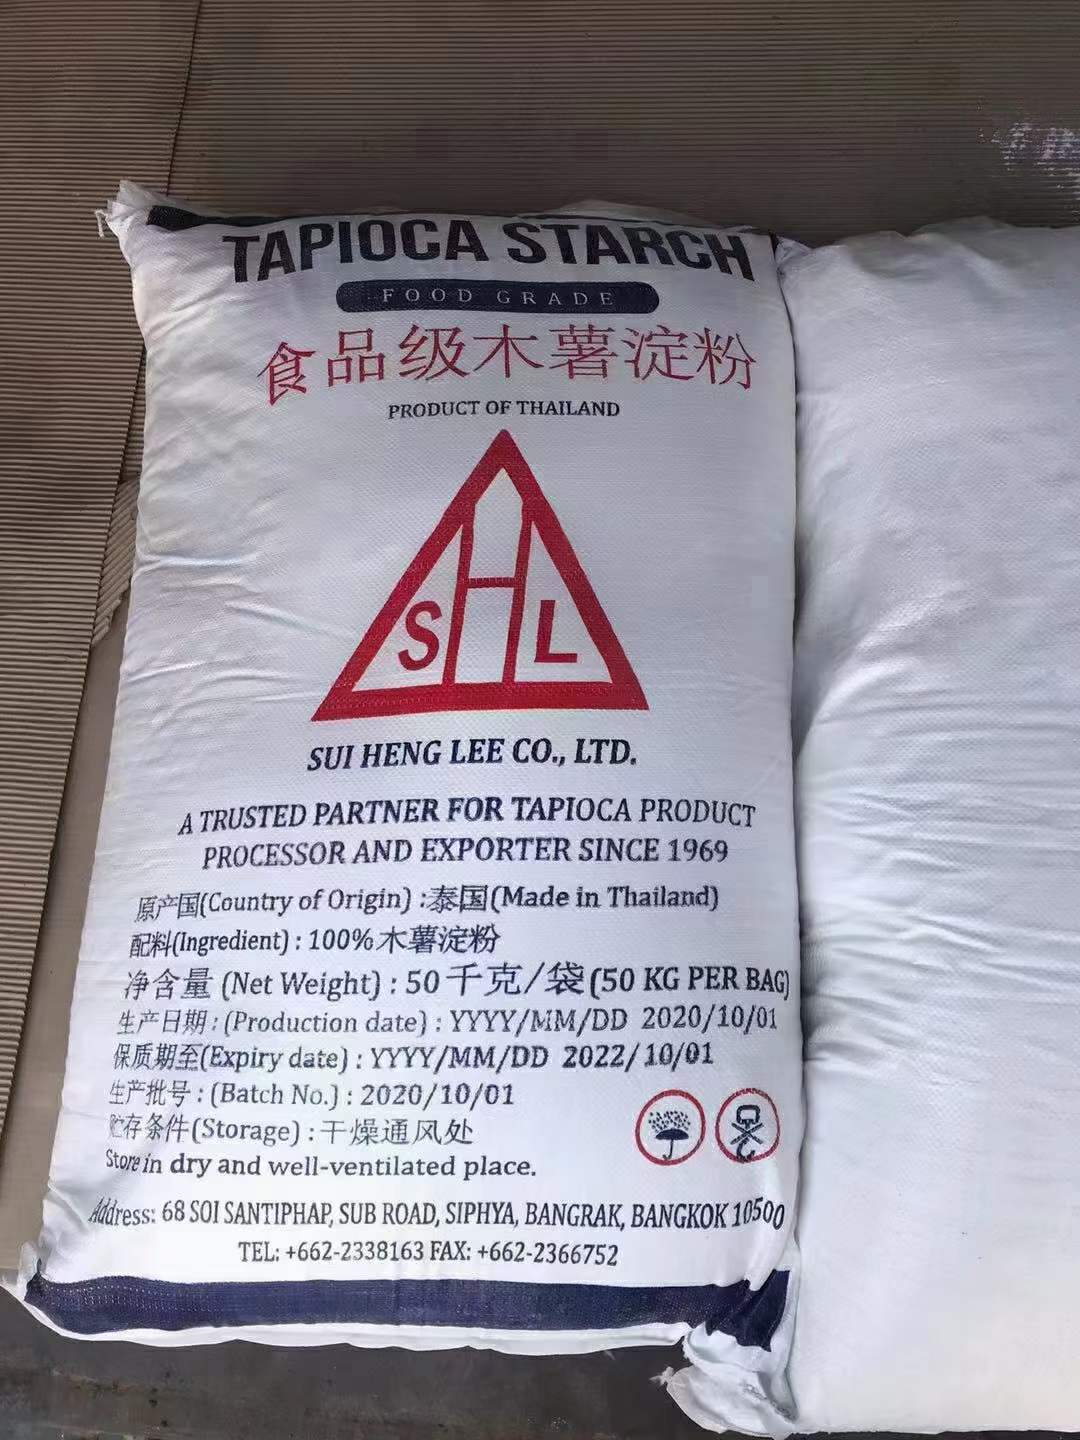 TAPIOCA STARCH
FOOD GRADE
食品级木薯淀粉
PRODUCT OF THAILAND
SHL
SUI HENG LEE CO., LTD.
A TRUSTED PARTNER FOR TAPIOCA PRODUCT
PROCESSOR AND EXPORTER SINCE 1969
原产国(Country of Origin) :泰国(Made in Thailand)
配料(Ingredient) : 100% 木薯淀粉
净含量 (Net Weight) : 50 千克/袋 (50 KG PER BAG)
生产日期 : (Production date) : YYYY/MM/DD 2020/10/01
保质期至(Expiry date) : YYYY/MM/DD 2022/10/01
生产批号 : (Batch No.) : 2020/10/01
贮存条件(Storage) : 干燥通风处
Store in dry and well-ventilated place.
Address: 68 SOI SANTIPHAP, SUB ROAD, SIPHYA, BANGRAK, BANGKOK 10500
TEL: +662-2338163 FAX: +662-2366752